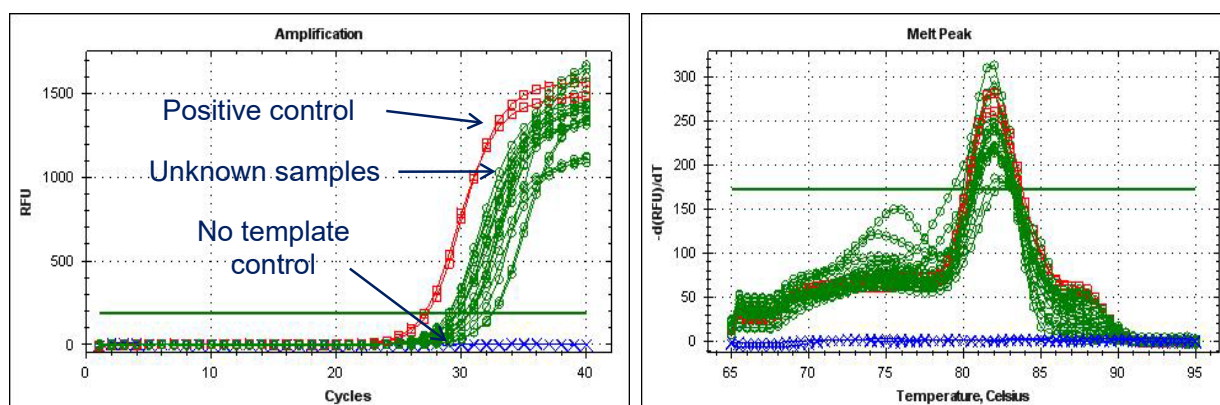 Amplification
1500
1000
500
0
RFU
Positive control
Unknown samples
No template
control
0
10
20
30
40
Cycles
Melt Peak
300
250
200
150
100
50
0
-d(RFU)/dT
65
70
75
80
85
90
95
Temperature, Celsius